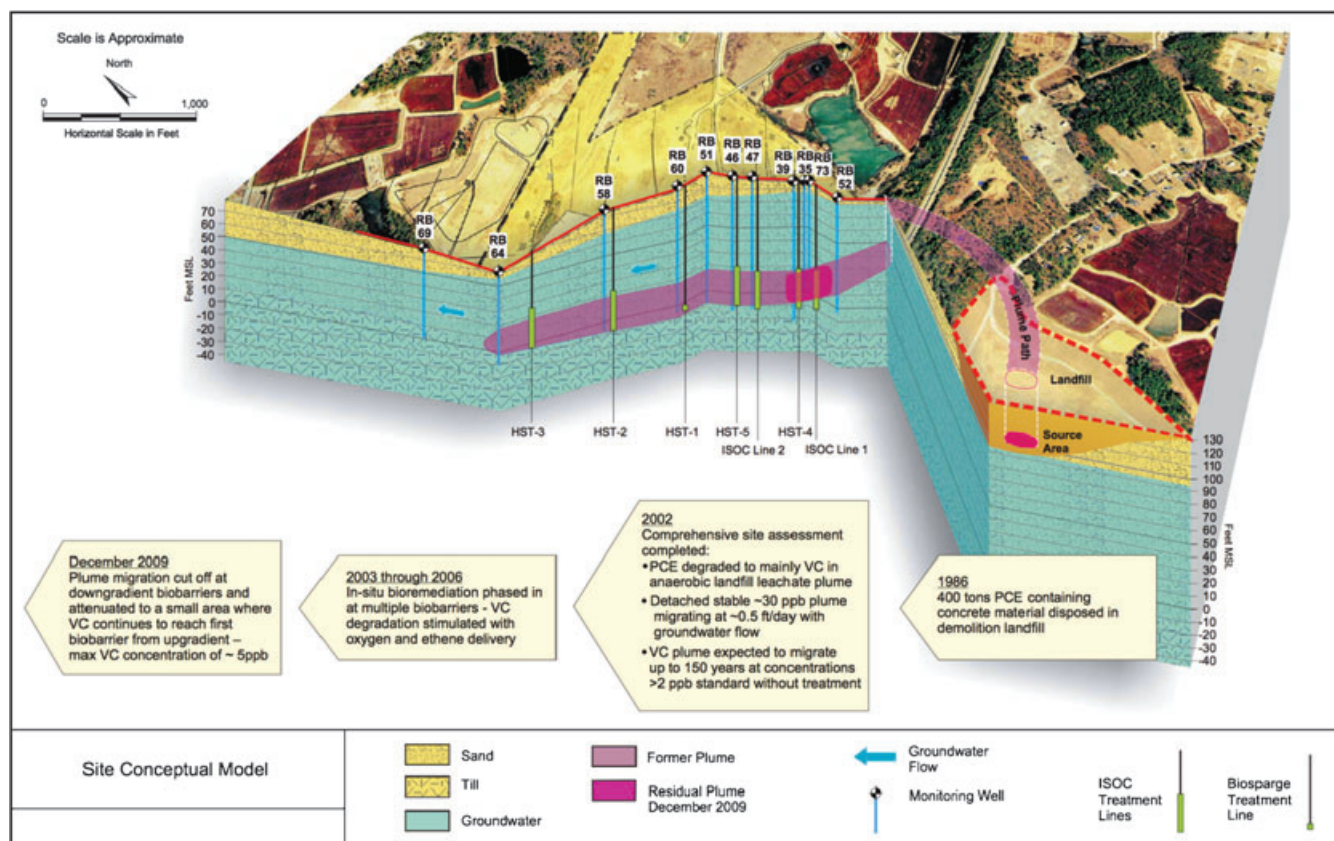 Scale is Approximate
North
0
1,000
Horizontal Scale in Feet
RB
69
RB
64
RB
58
RB
60
RB
51
RB
46
RB
47
RB
39
RB
35
RB
73
RB
52
Feet MSL
70
60
50
40
30
20
10
0
-10
-20
-30
-40
HST-3
HST-2
HST-1
HST-5
ISOC Line 2
HST-4
ISOC Line 1
Plume Path
Landfill
Source
Area
130
120
110
100
90
80
70
60
50
40
30
20
10
0
-10
-20
-30
-40
Feet MSL
December 2009
Plume migration cut off at
downgradient biobarriers and
attenuated to a small area where
VC continues to reach first
biobarrier from upgradient –
max VC concentration of ~ 5ppb
2003 through 2006
In-situ bioremediation phased in
at multiple biobarriers - VC
degradation stimulated with
oxygen and ethene delivery
2002
Comprehensive site assessment
completed:
•PCE degraded to mainly VC in
anaerobic landfill leachate plume
• Detached stable ~30 ppb plume
migrating at ~0.5 ft/day with
groundwater flow
• VC plume expected to migrate
up to 150 years at concentrations
>2 ppb standard without treatment
1986
400 tons PCE containing
concrete material disposed in
demolition landfill
Site Conceptual Model
Sand
Till
Groundwater
Former Plume
Residual Plume
December 2009
Groundwater
Flow
Monitoring Well
ISOC
Treatment
Lines
Biosparge
Treatment
Line